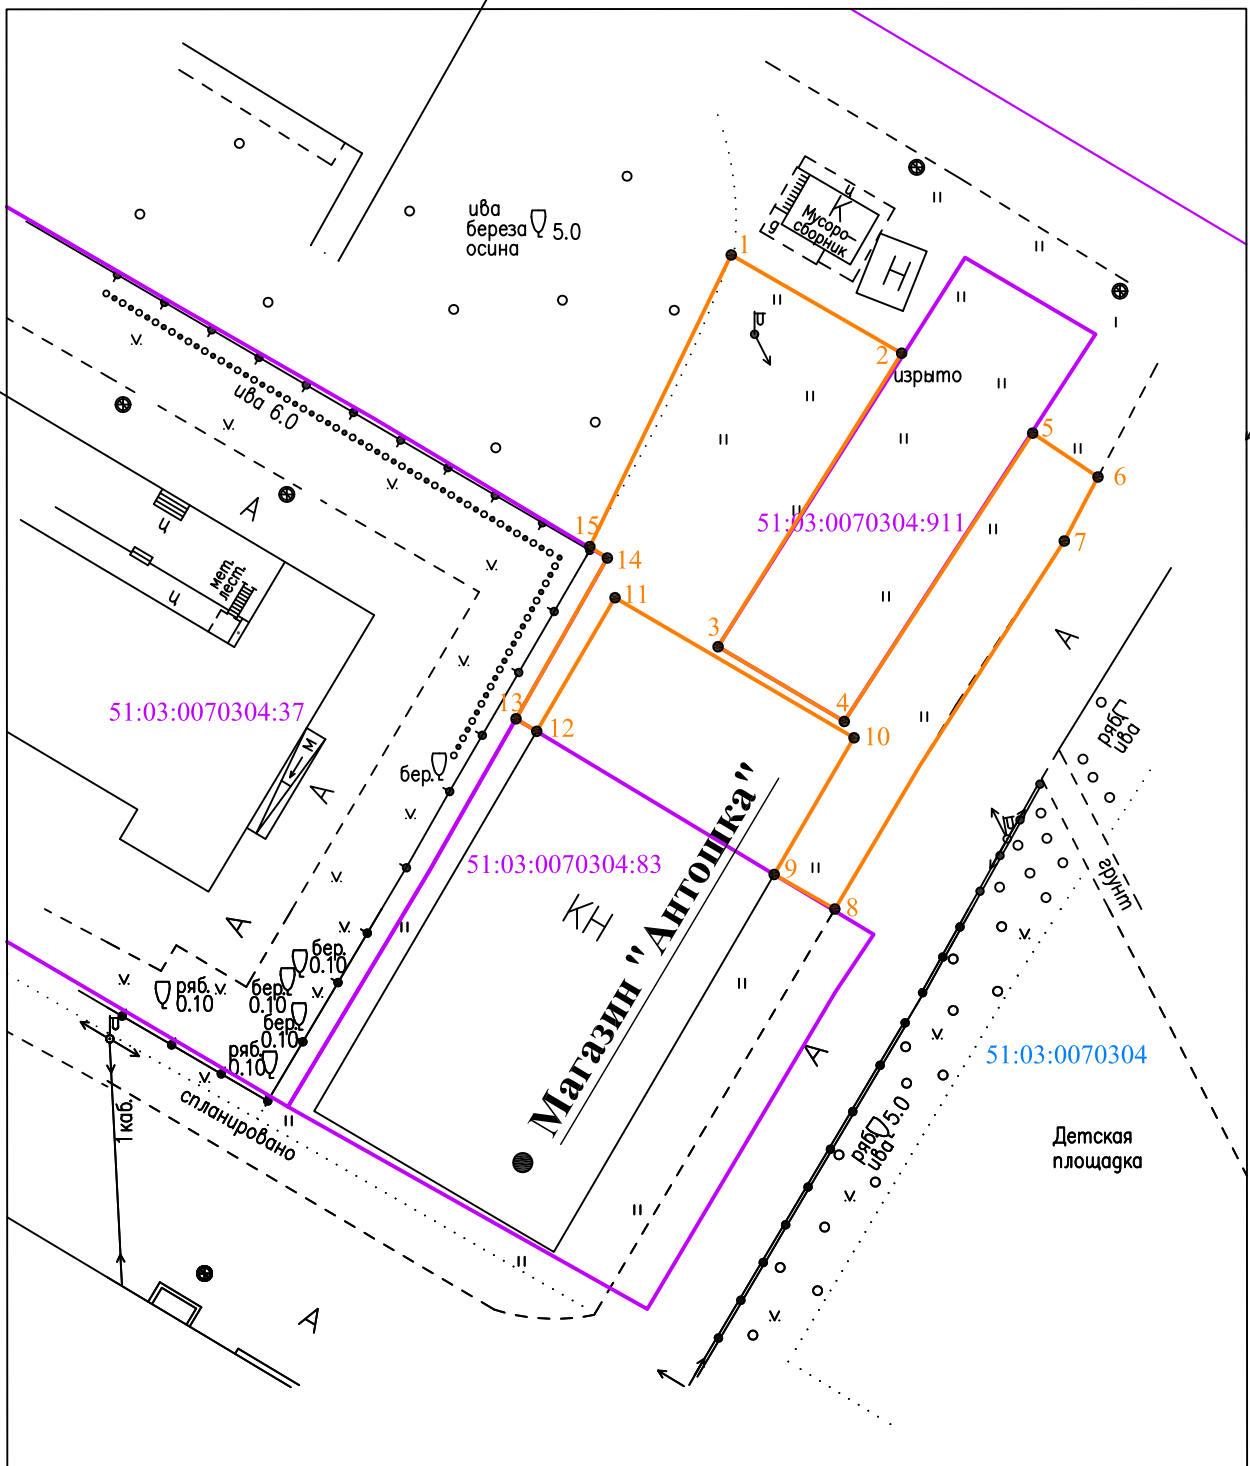 ива
береза 5.0
осина
и
К
Мусоро-
сборник
д
Н
1
2
изрыто
5
6
7
ива 6.0
А
и
мет.
лест.
и
15
14
11
51:03:0070304:911
3
4
10
А
ряб.
ива
51:03:0070304:37
М
А
13
12
бер.
51:03:0070304:83
КН
Магазин "Антошка"
9
8
грунт
А
бер.
0.10
бер.
0.10
бер.
0.10
ряб.
0.10
ряб.
0.10
спланировано
1 каб.
А
51:03:0070304
ряб. 5.0
ива
Детская
площадка
А